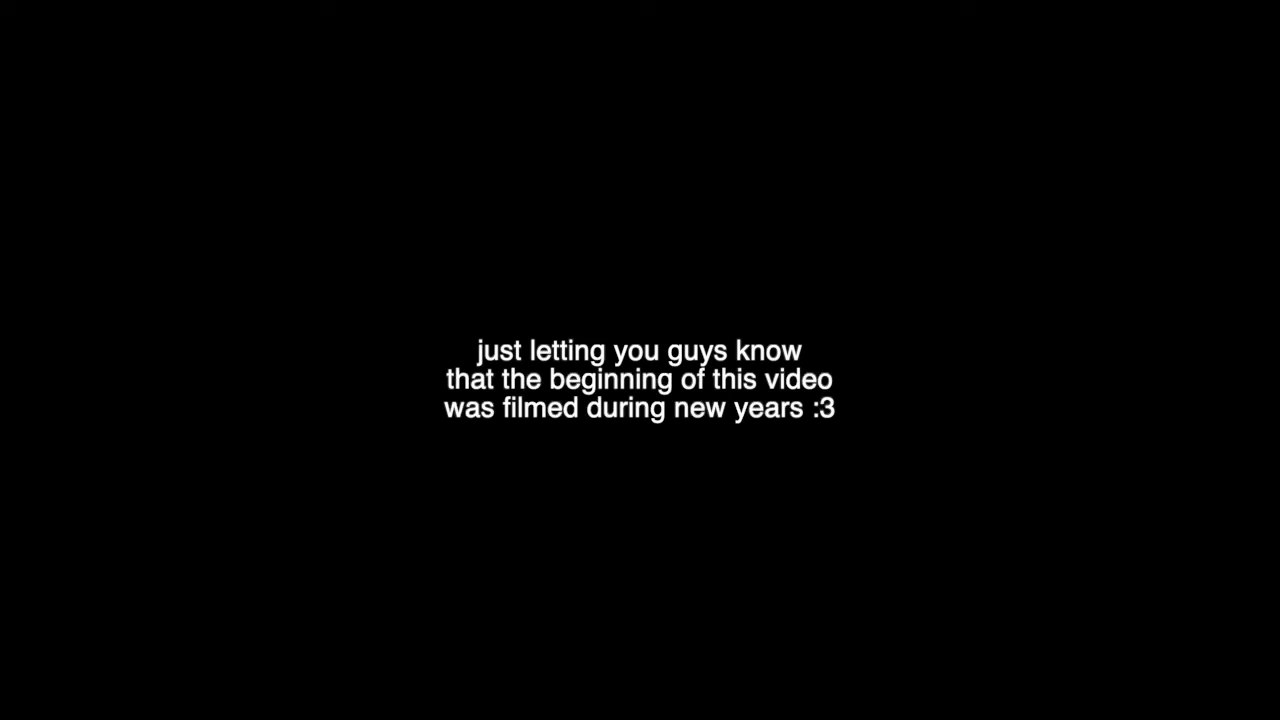 just letting you guys know
that the beginning of this video
was filmed during new years :3